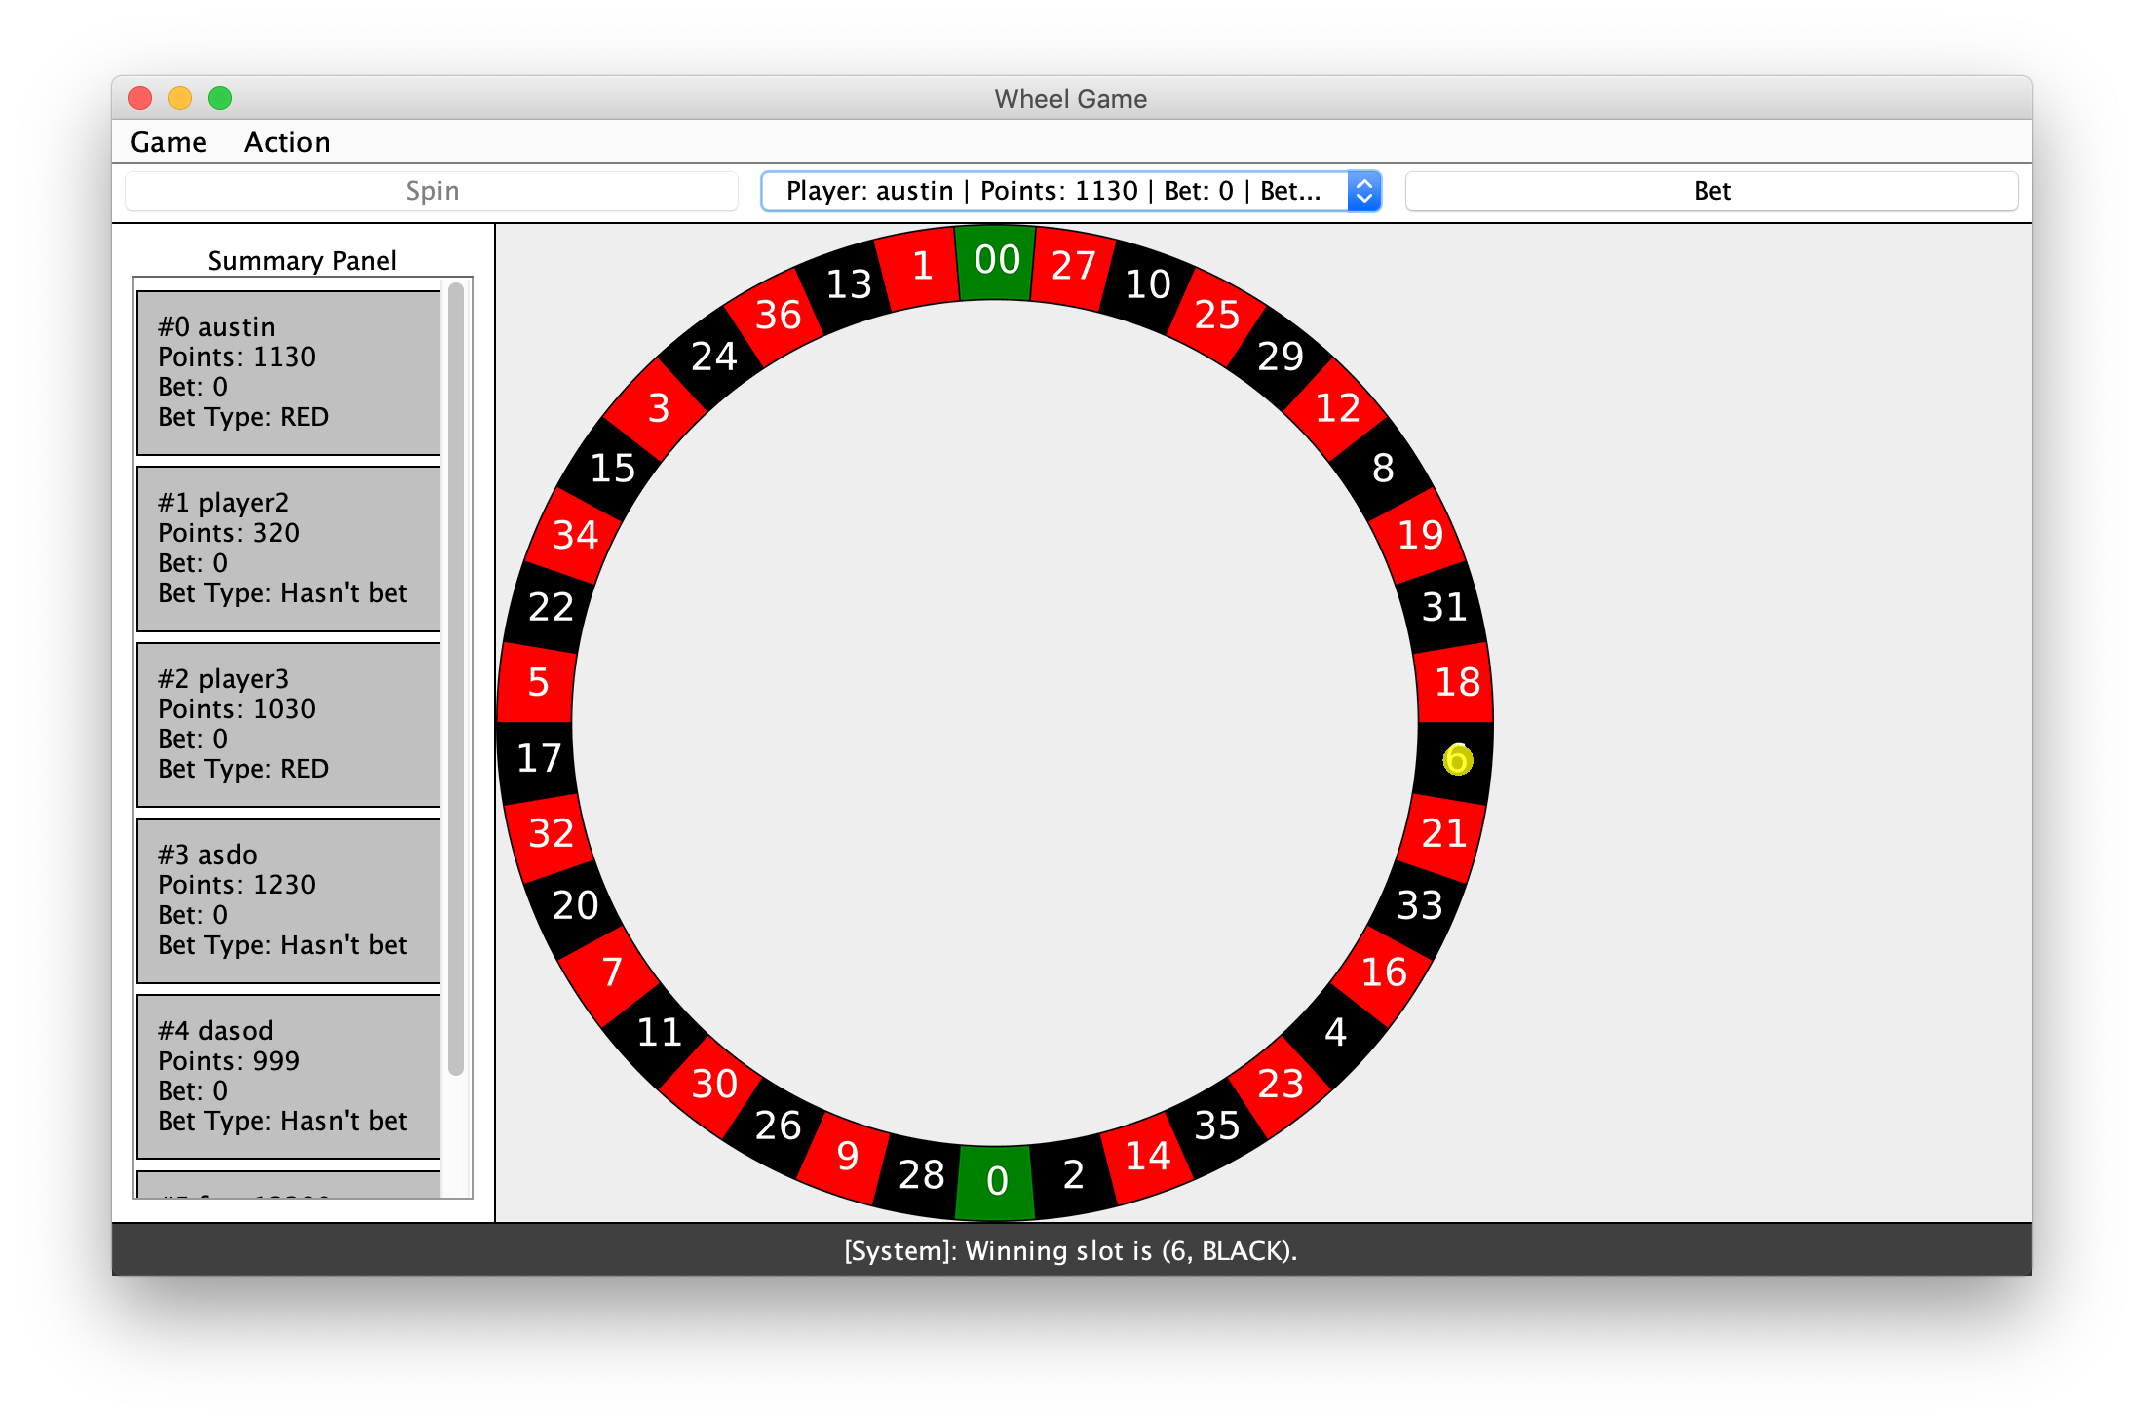 Wheel Game
Game Action
Spin
Player: austin | Points: 1130 | Bet: 0 | Bet...
Bet
Summary Panel
#0 austin
Points: 1130
Bet: 0
Bet Type: RED
#1 player2
Points: 320
Bet: 0
Bet Type: Hasn't bet
#2 player3
Points: 1030
Bet: 0
Bet Type: RED
#3 asdo
Points: 1230
Bet: 0
Bet Type: Hasn't bet
#4 dasod
Points: 999
Bet: 0
Bet Type: Hasn't bet
00
27
10
25
29
12
8
19
31
18
6
21
33
16
4
23
35
14
2
0
28
9
26
30
11
7
20
32
17
5
22
34
15
3
24
36
13
1
[System]: Winning slot is (6, BLACK).